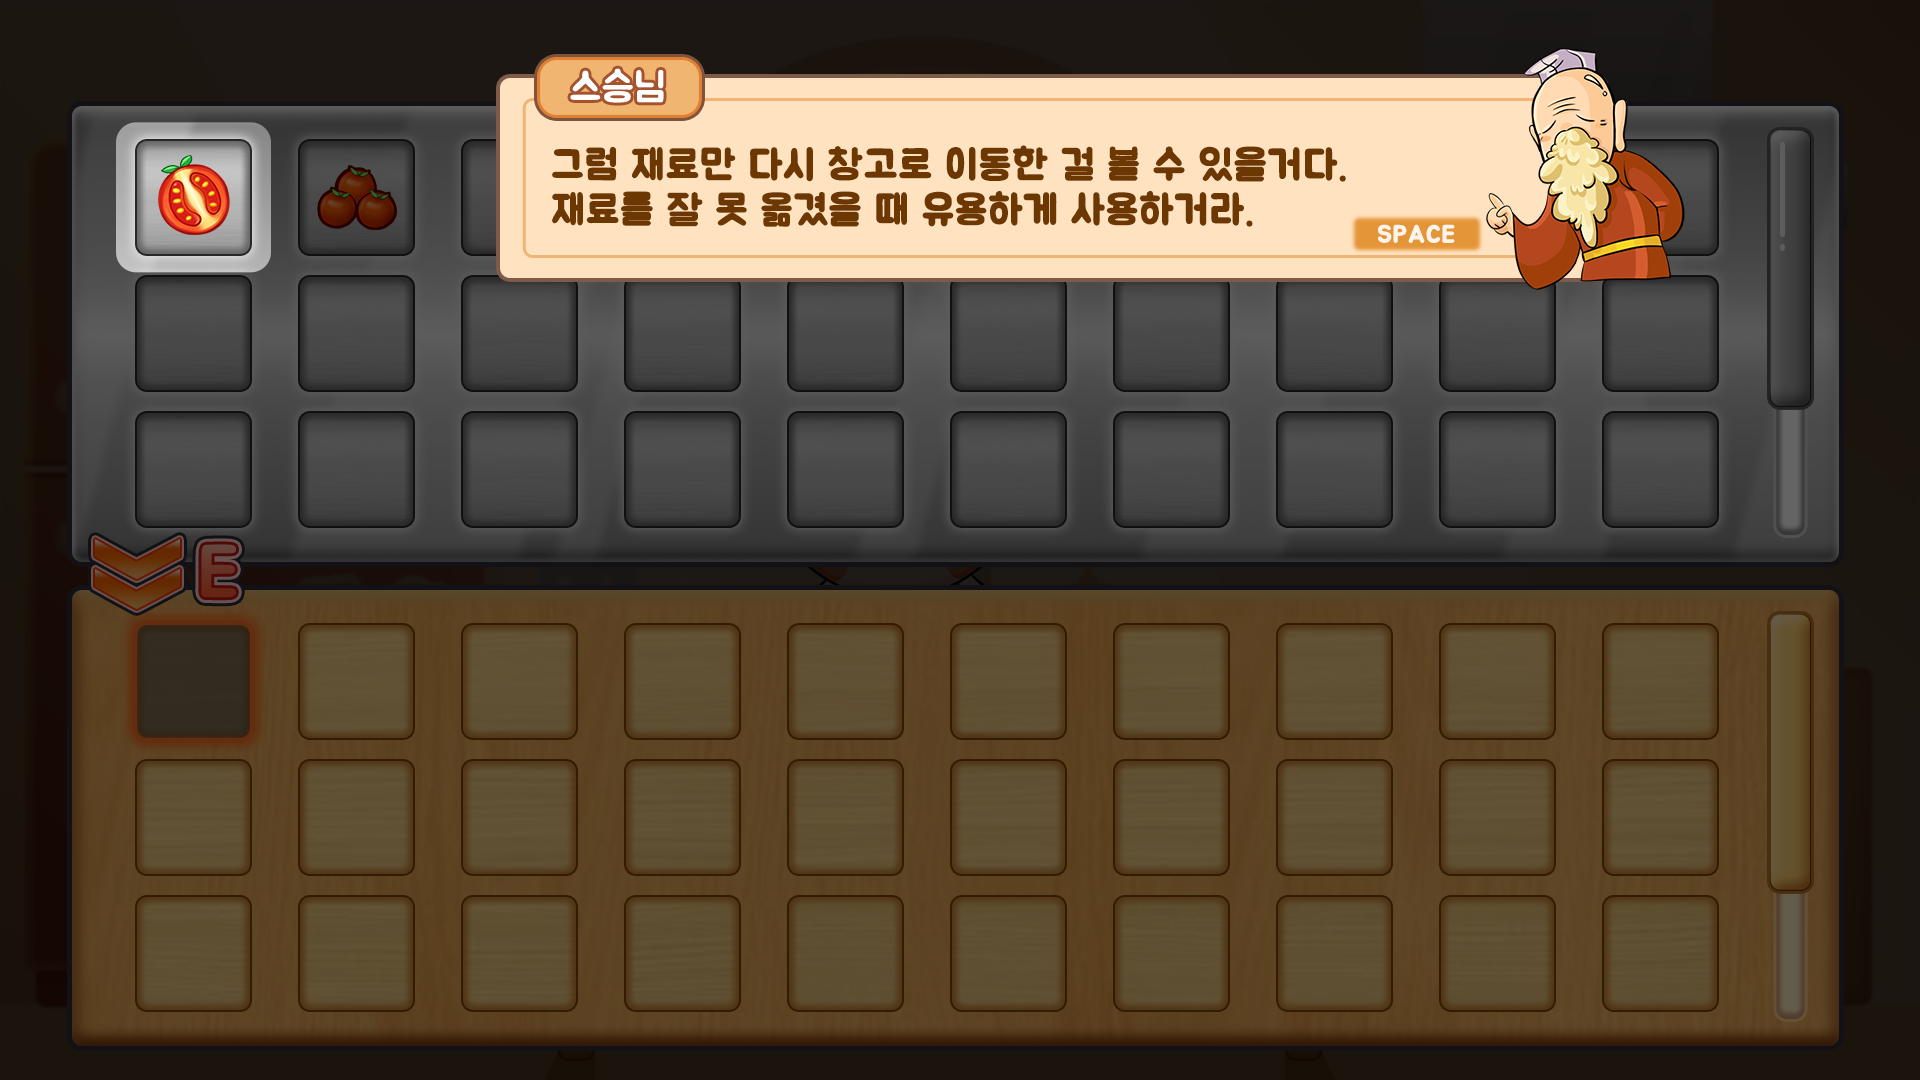 스승님
그럼 재료만 다시 창고로 이동한 걸 볼 수 있을거다.
재료를 잘 못 옮겼을 때 유용하게 사용하거라.
SPACE
E